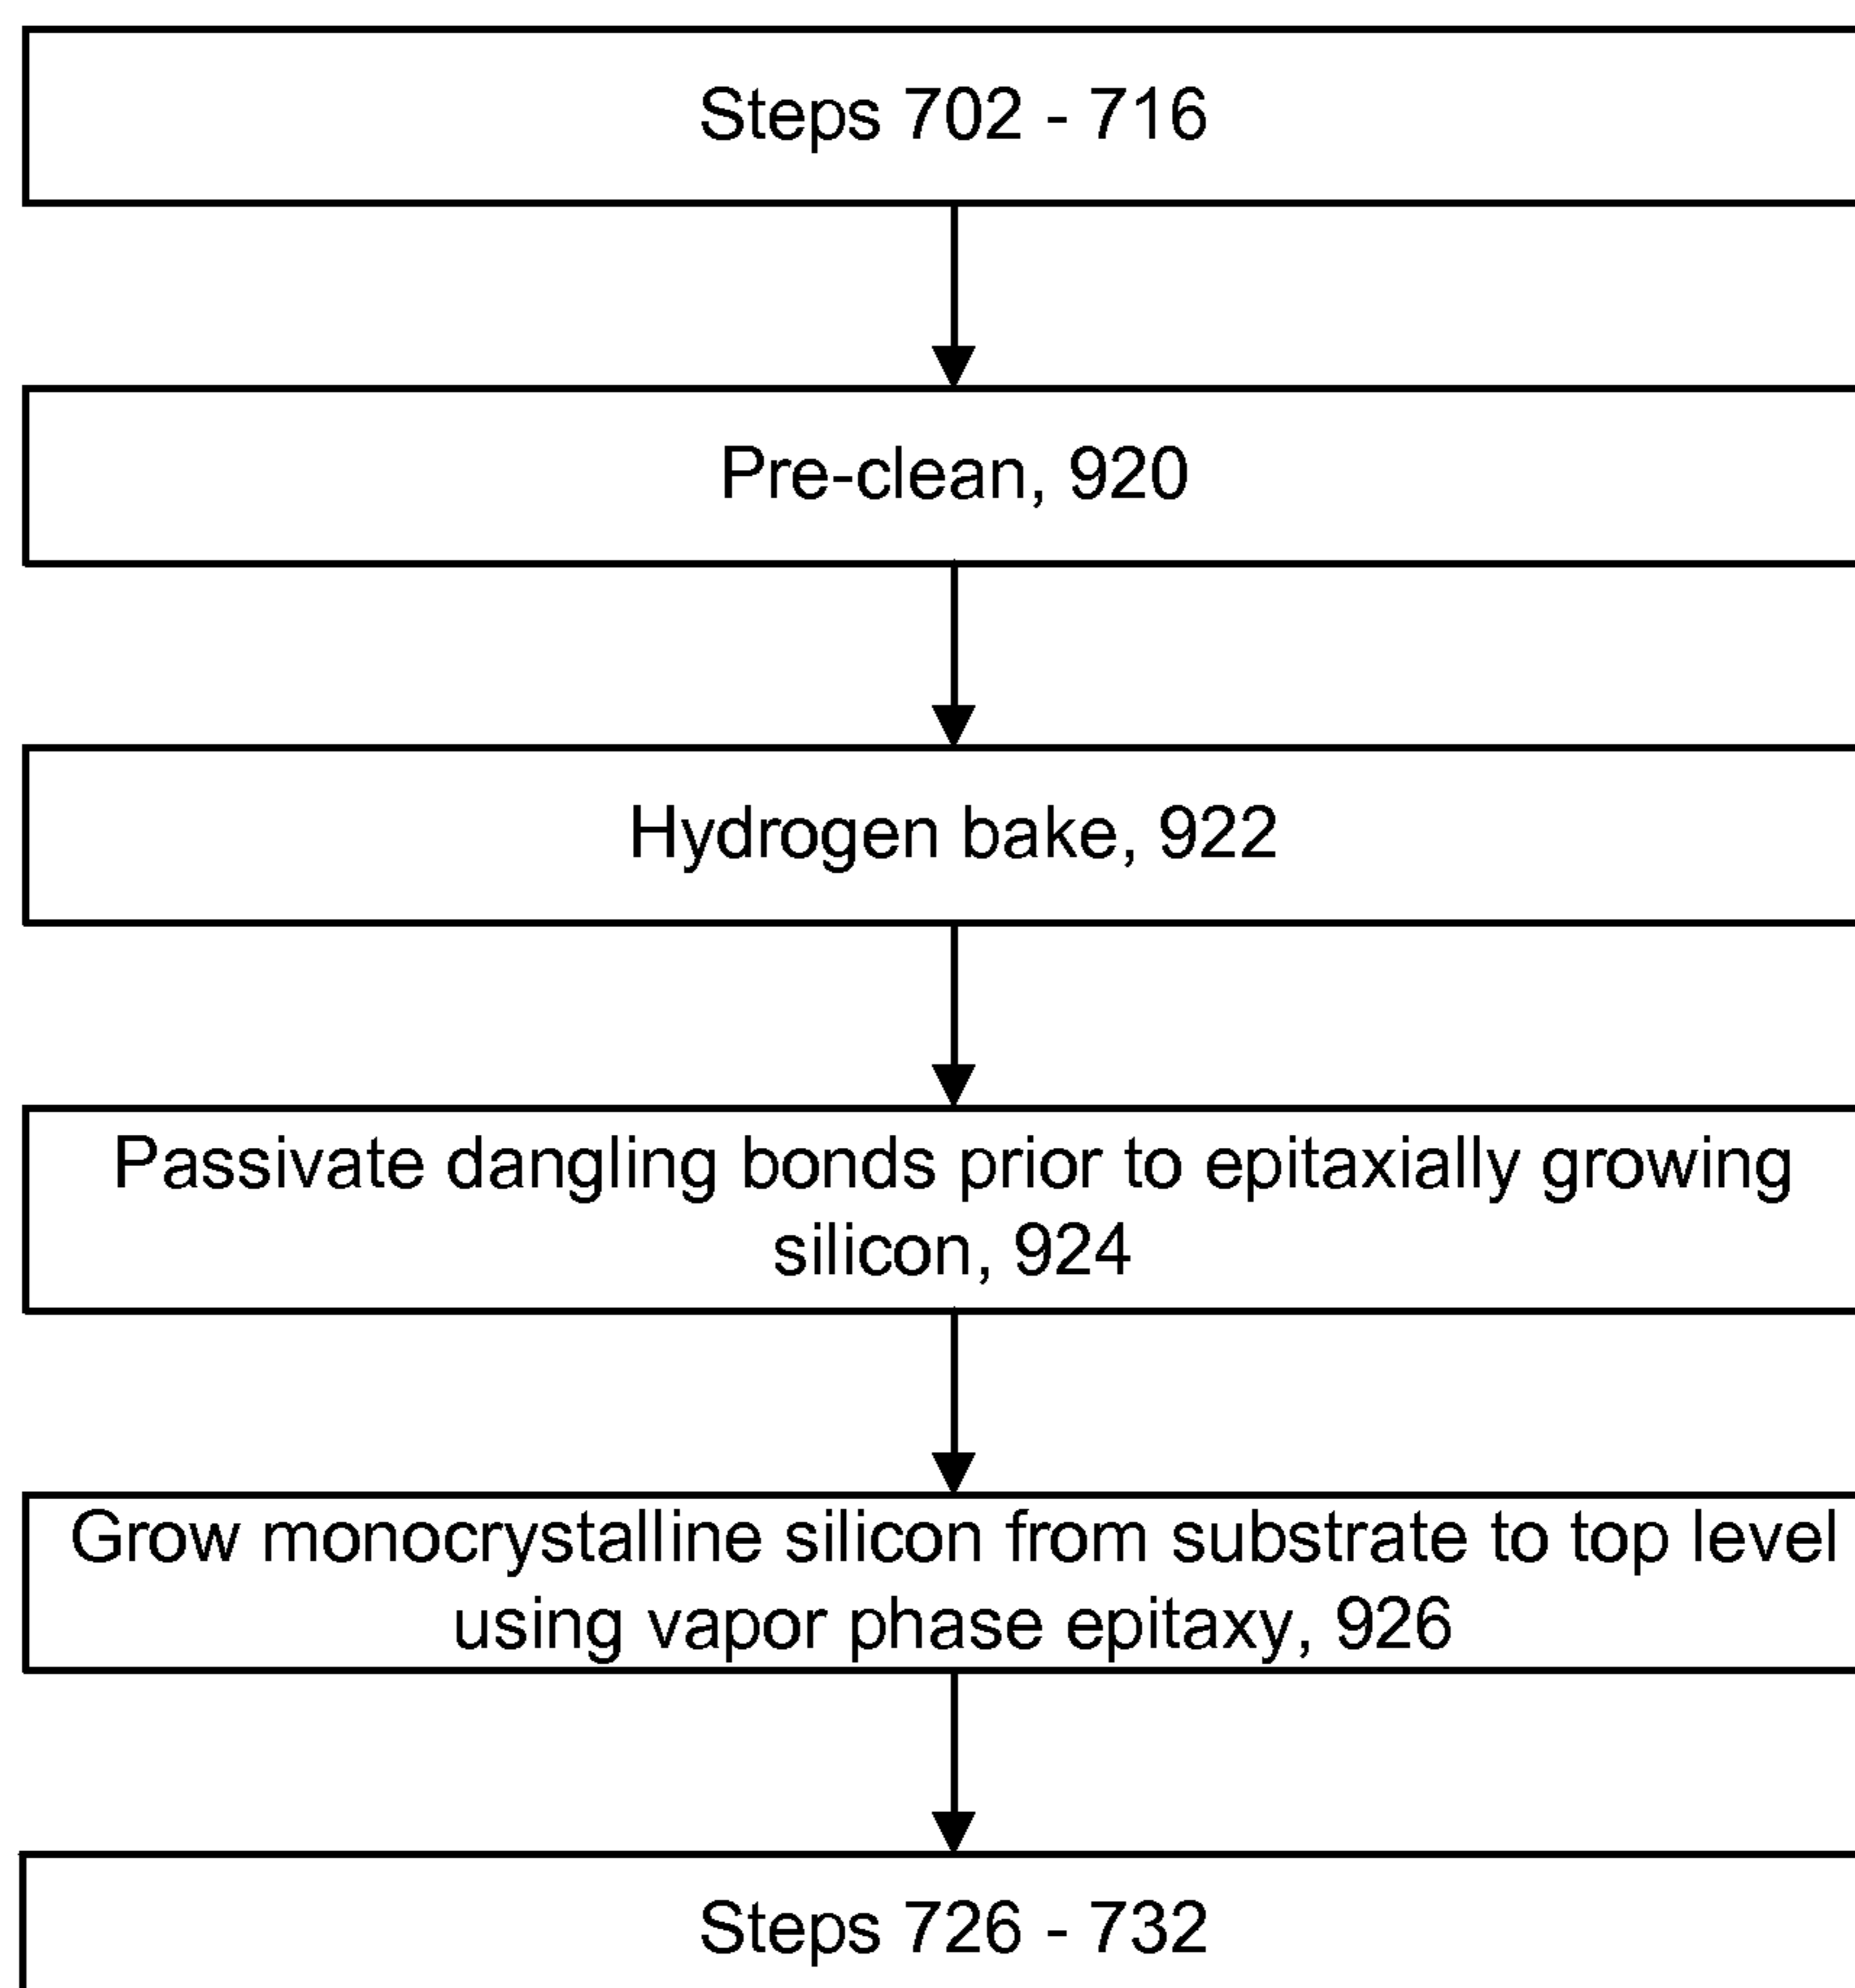 Steps 702 - 716
Pre-clean, 920
Hydrogen bake, 922
Passivate dangling bonds prior to epitaxially growing
silicon, 924
Grow monocrystalline silicon from substrate to top level
using vapor phase epitaxy, 926
Steps 726 - 732